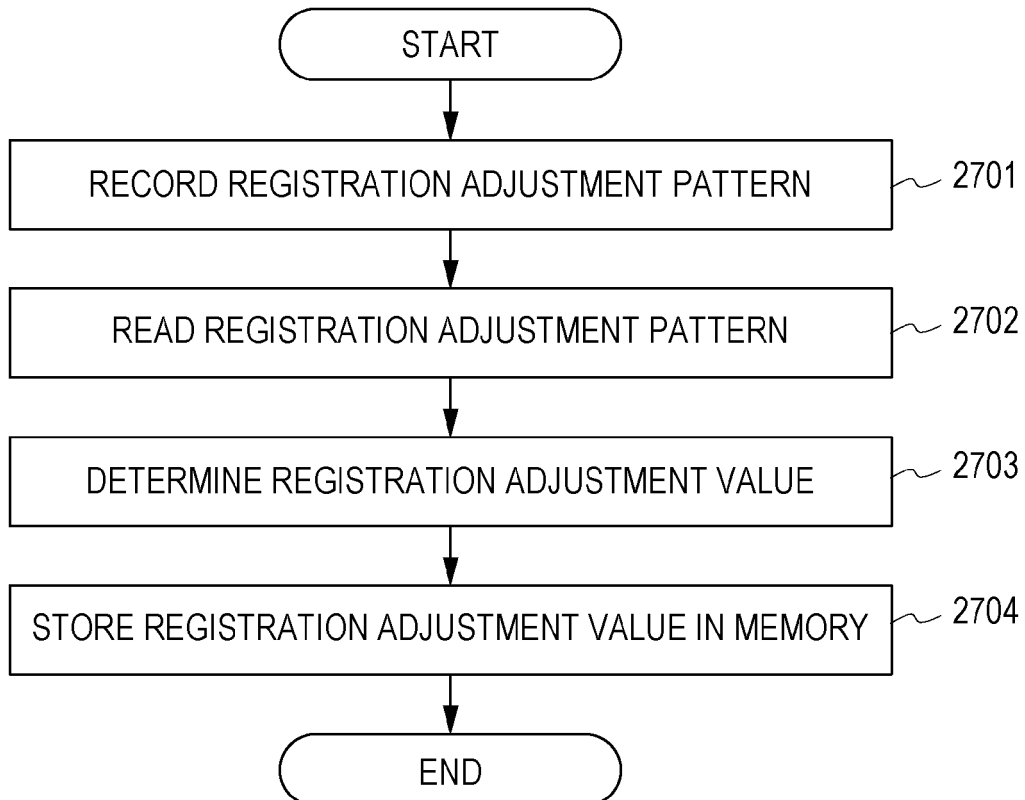 START
RECORD REGISTRATION ADJUSTMENT PATTERN 2701
READ REGISTRATION ADJUSTMENT PATTERN 2702
DETERMINE REGISTRATION ADJUSTMENT VALUE 2703
STORE REGISTRATION ADJUSTMENT VALUE IN MEMORY 2704
END